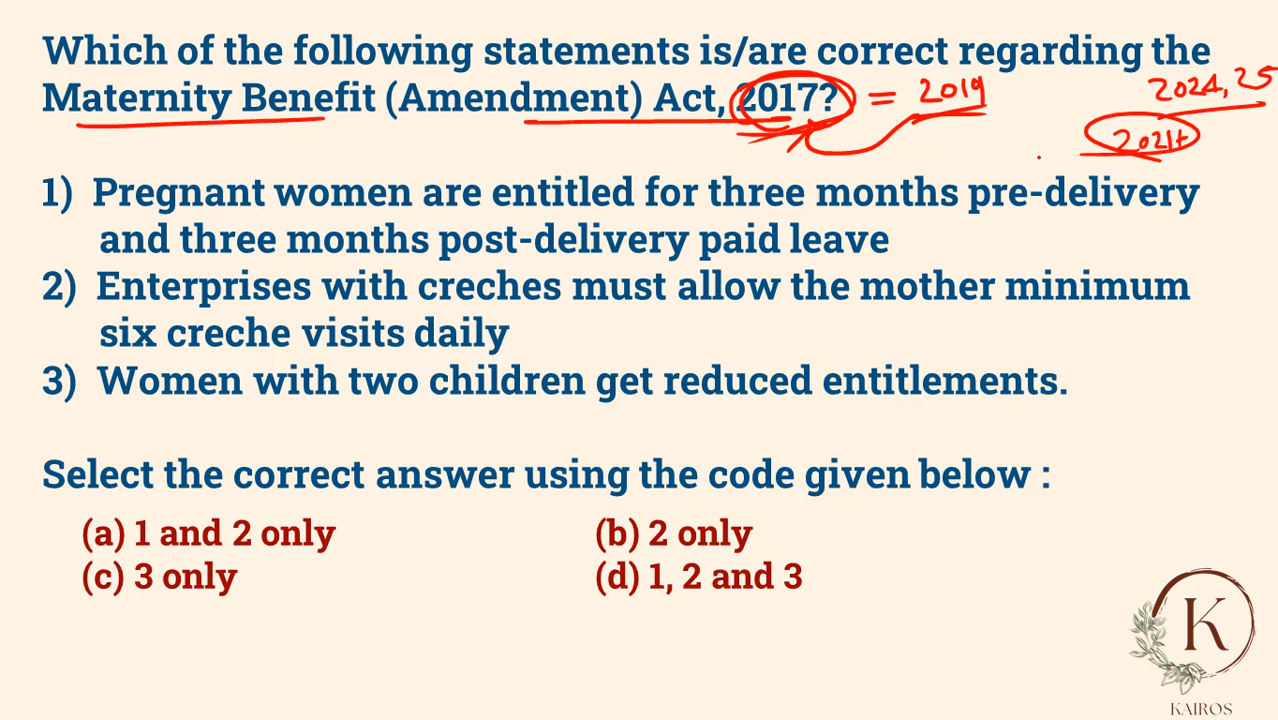 Which of the following statements is/are correct regarding the
Maternity Benefit (Amendment) Act, 2017? = 2019
2024, 25
2021+
1) Pregnant women are entitled for three months pre-delivery
and three months post-delivery paid leave
2) Enterprises with creches must allow the mother minimum
six creche visits daily
3) Women with two children get reduced entitlements.
Select the correct answer using the code given below :
(a) 1 and 2 only (b) 2 only
(c) 3 only (d) 1, 2 and 3
K
KAIROS